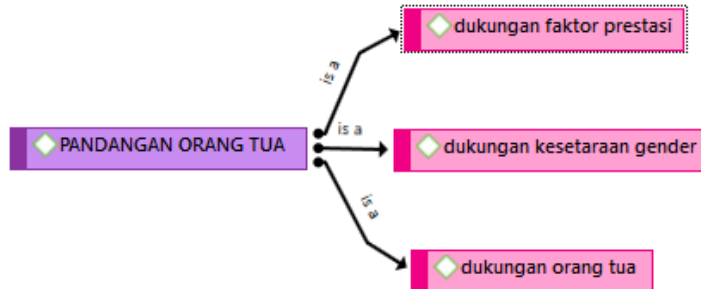 dukungan faktor prestasi
is a
PANDANGAN ORANG TUA
is a
dukungan kesetaraan gender
is a
dukungan orang tua